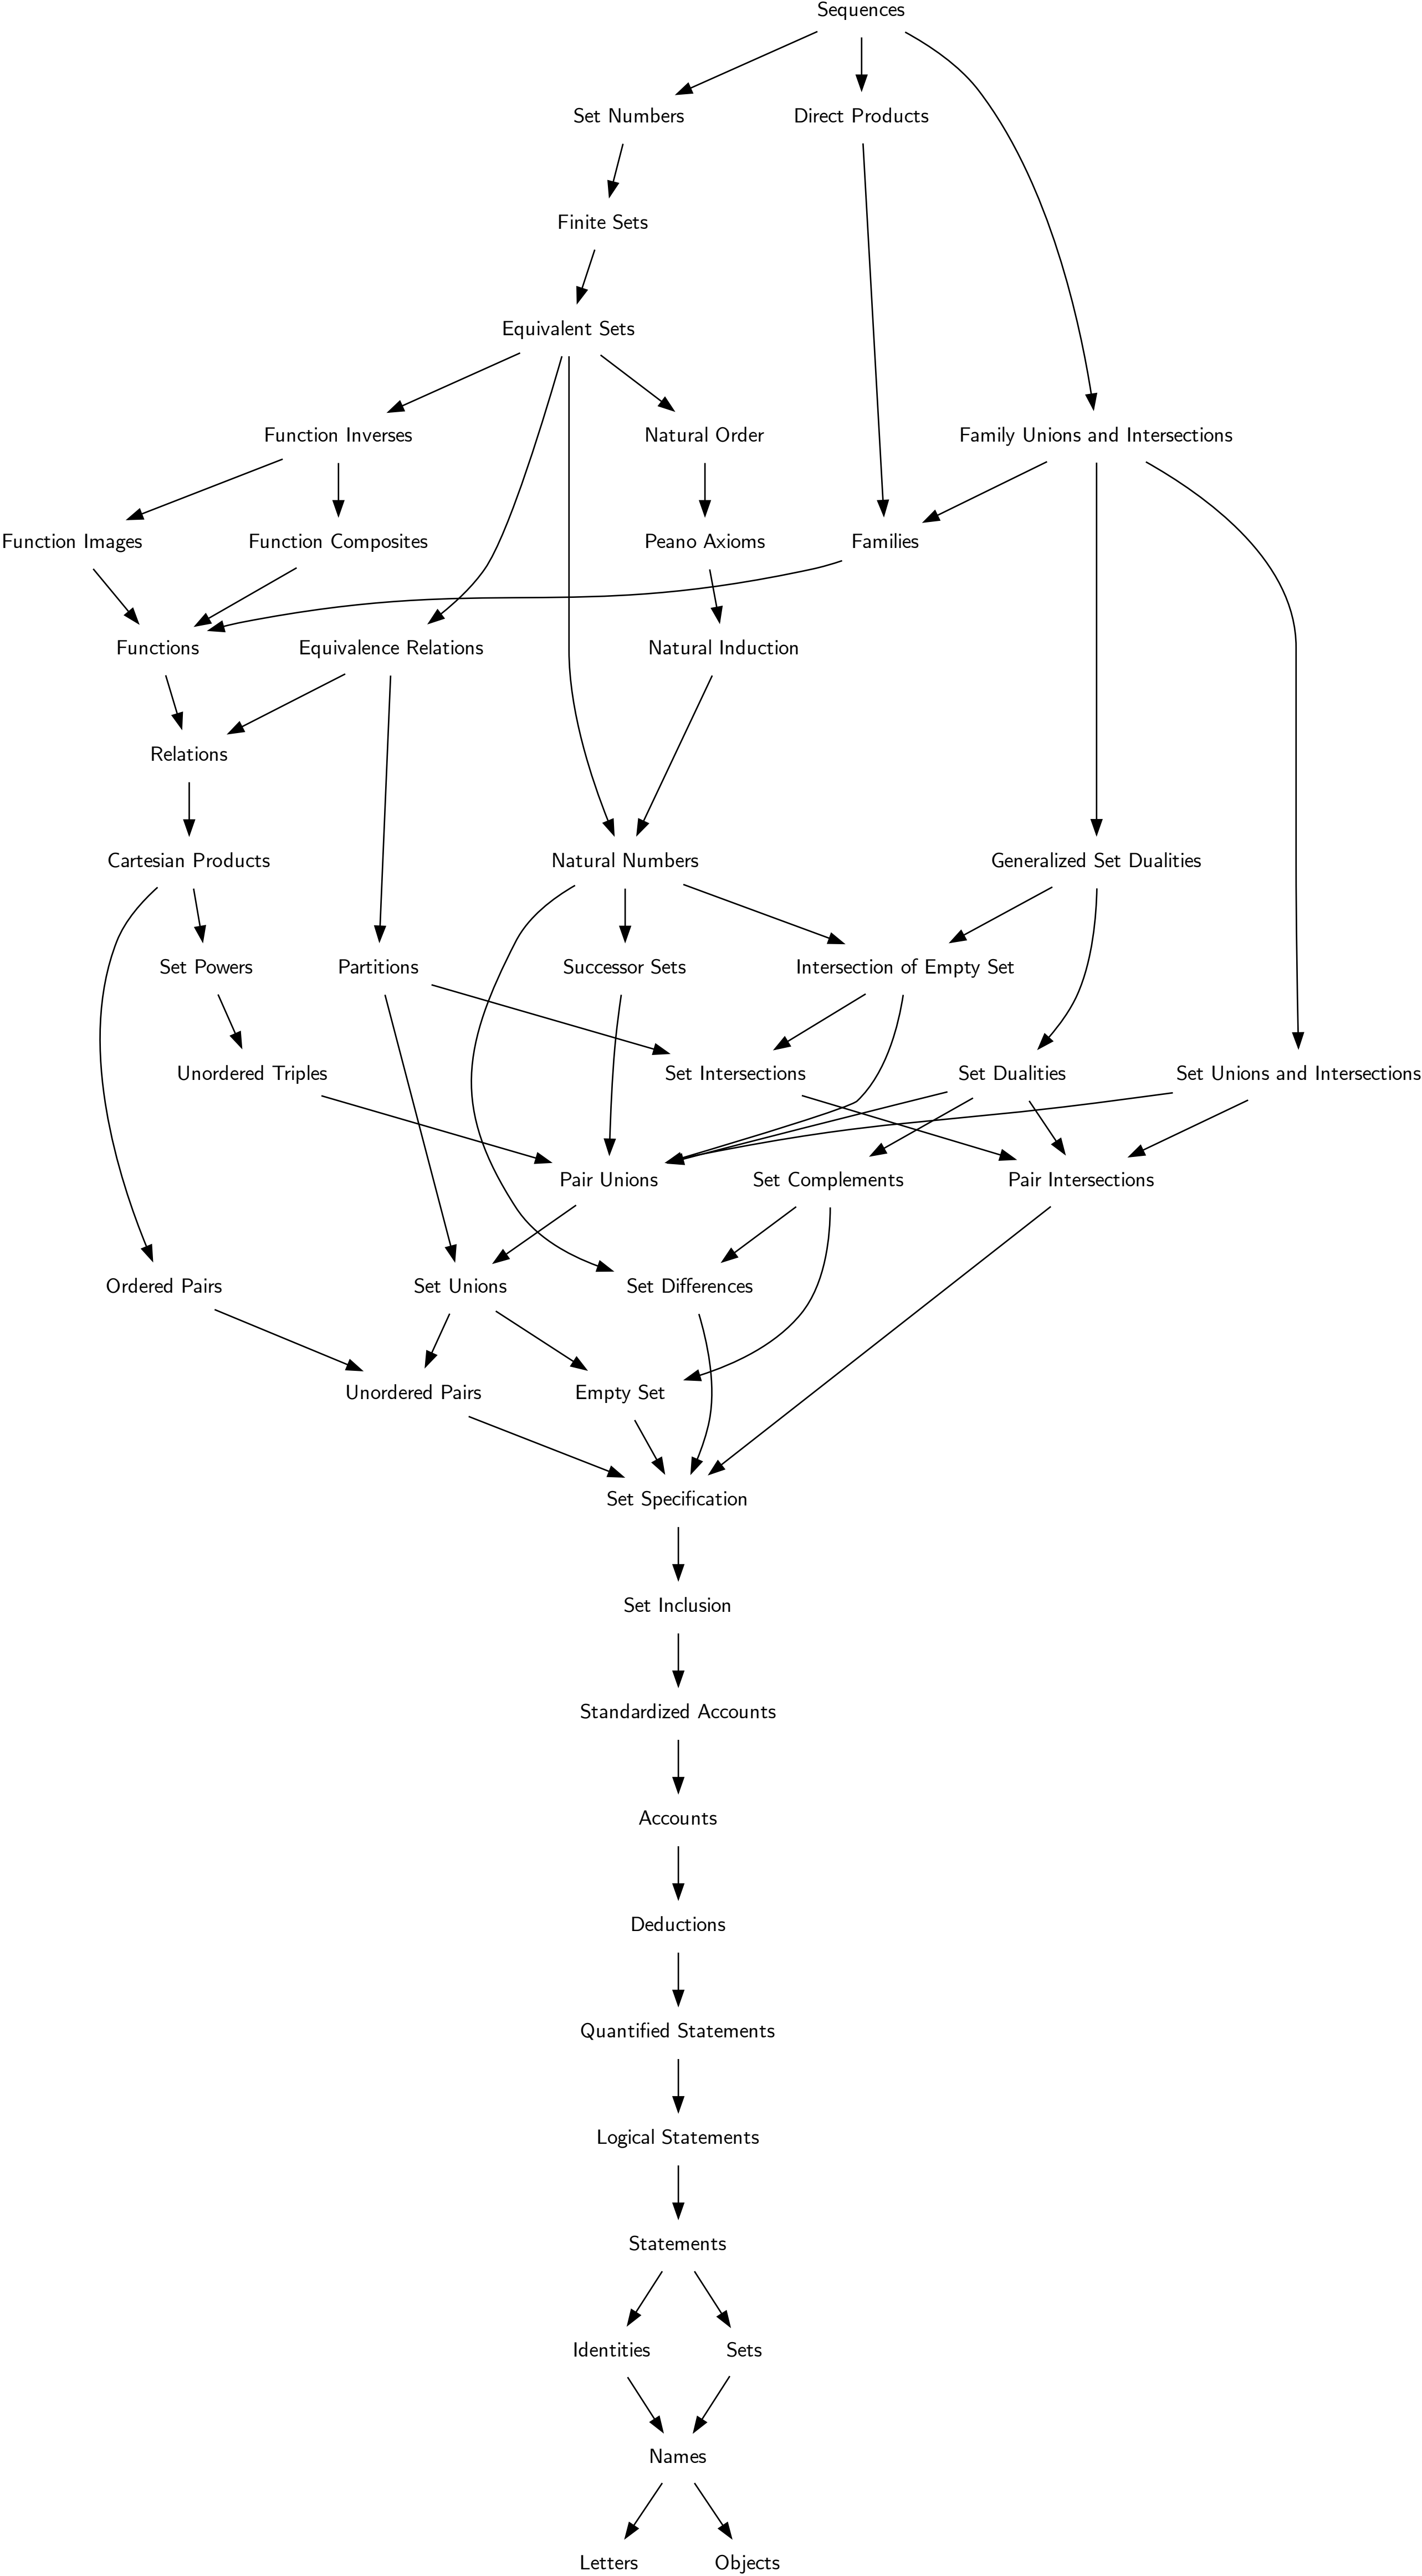 Sequences
Set Numbers
Direct Products
Finite Sets
Equivalent Sets
Function Inverses
Natural Order
Family Unions and Intersections
Function Images
Function Composites
Peano Axioms
Families
Functions
Equivalence Relations
Natural Induction
Relations
Cartesian Products
Natural Numbers
Generalized Set Dualities
Set Powers
Partitions
Successor Sets
Intersection of Empty Set
Unordered Triples
Set Intersections
Set Dualities
Set Unions and Intersections
Pair Unions
Set Complements
Pair Intersections
Ordered Pairs
Set Unions
Set Differences
Unordered Pairs
Empty Set
Set Specification
Set Inclusion
Standardized Accounts
Accounts
Deductions
Quantified Statements
Logical Statements
Statements
Identities
Sets
Names
Letters
Objects